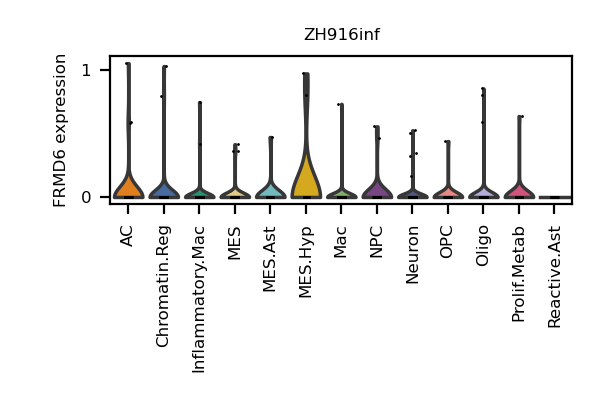 ZH916inf
FRMD6 expression
1
0
AC
Chromatin.Reg
Inflammatory.Mac
MES
MES.Ast
MES.Hyp
Mac
NPC
Neuron
OPC
Oligo
Prolif.Metab
Reactive.Ast